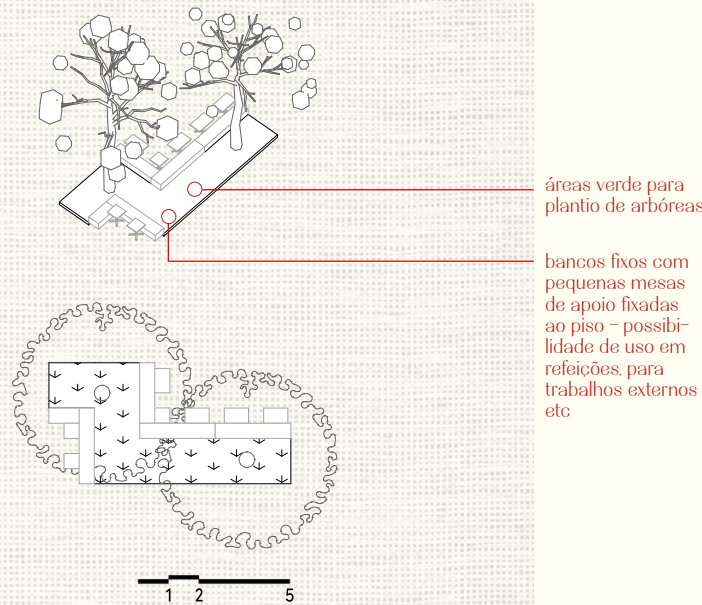 áreas verde para
plantio de arbóreas
bancos fixos com
pequenas mesas
de apoio fixadas
ao piso - possibi-
lidade de uso em
refeições, para
trabalhos externos
etc
1 2 5